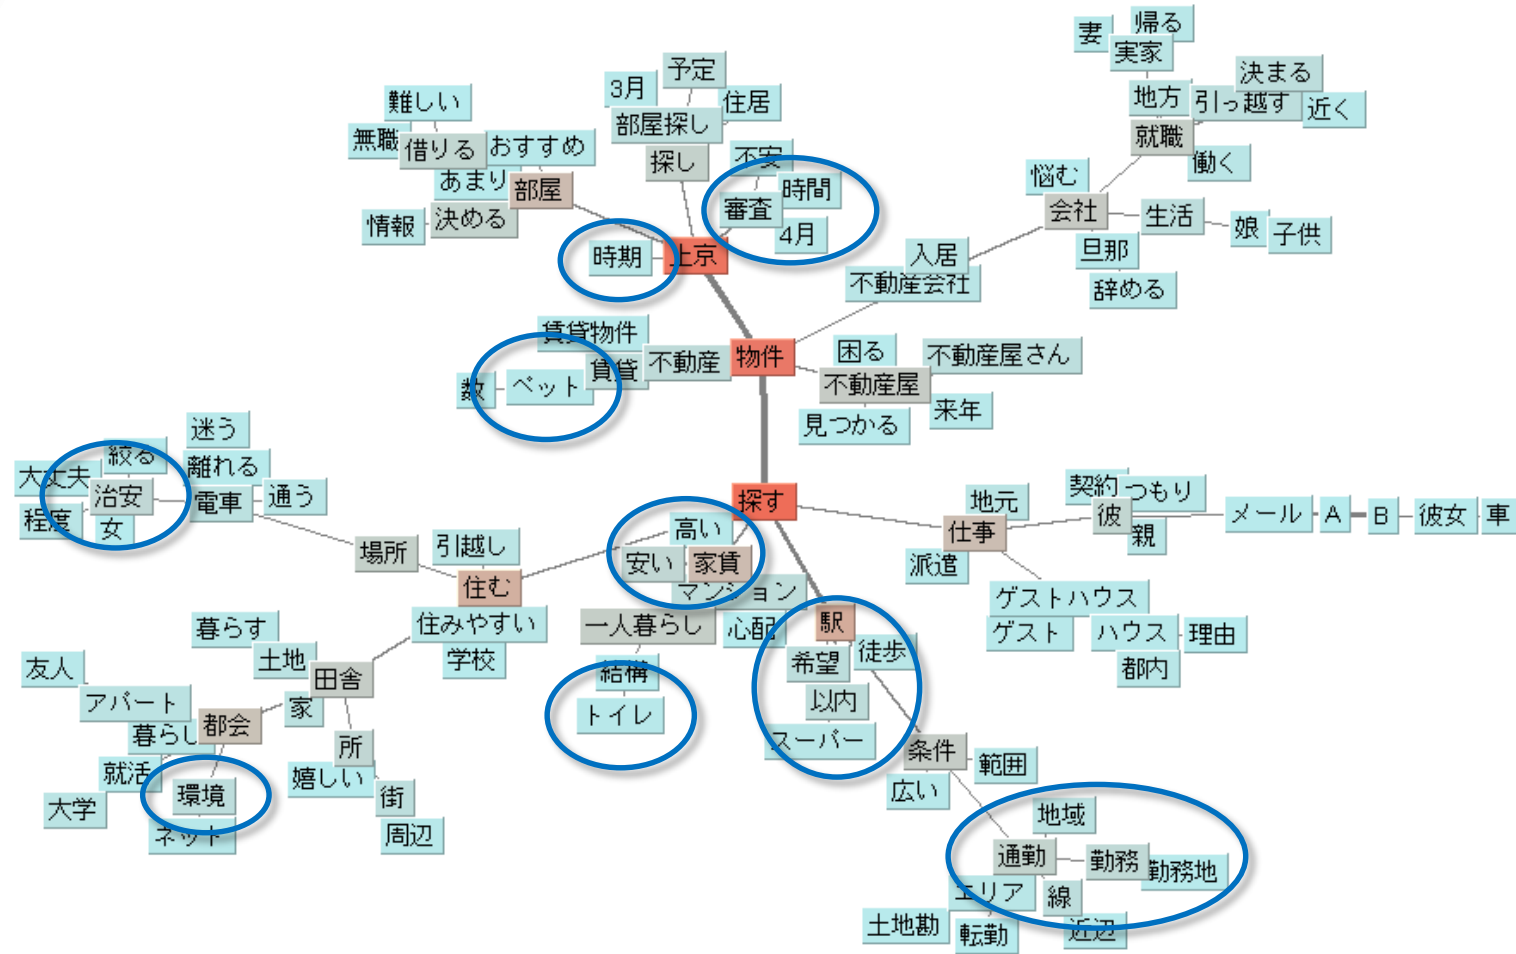 妻
帰る
実家
決まる
地方
引っ越す
近く
就職
働く
悩む
会社
生活
娘
子供
旦那
辞める
入居
不動産会社
予定
3月
住居
部屋探し
探し
不安
時間
審査
4月
難しい
無職
借りる
おすすめ
あまり
部屋
情報
決める
時期
上京
賃貸物件
賃貸
不動産
物件
数
ペット
困る
不動産屋さん
不動産屋
来年
見つかる
迷う
絞る
離れる
大丈夫
治安
電車
通う
程度
女
場所
引越し
住む
住みやすい
学校
探す
高い
安い
家賃
マンション
一人暮らし
心配
結構
トイレ
駅
希望
徒歩
以内
スーパー
地元
仕事
派遣
契約
つもり
彼
親
メール
A
B
彼女
車
ゲストハウス
ゲスト
ハウス
理由
都内
暮らす
土地
田舎
友人
アパート
家
都会
暮らし
就活
環境
大学
ネット
所
嬉しい
街
周辺
条件
範囲
広い
地域
通勤
勤務
勤務地
エリア
線
土地勘
転勤
近辺